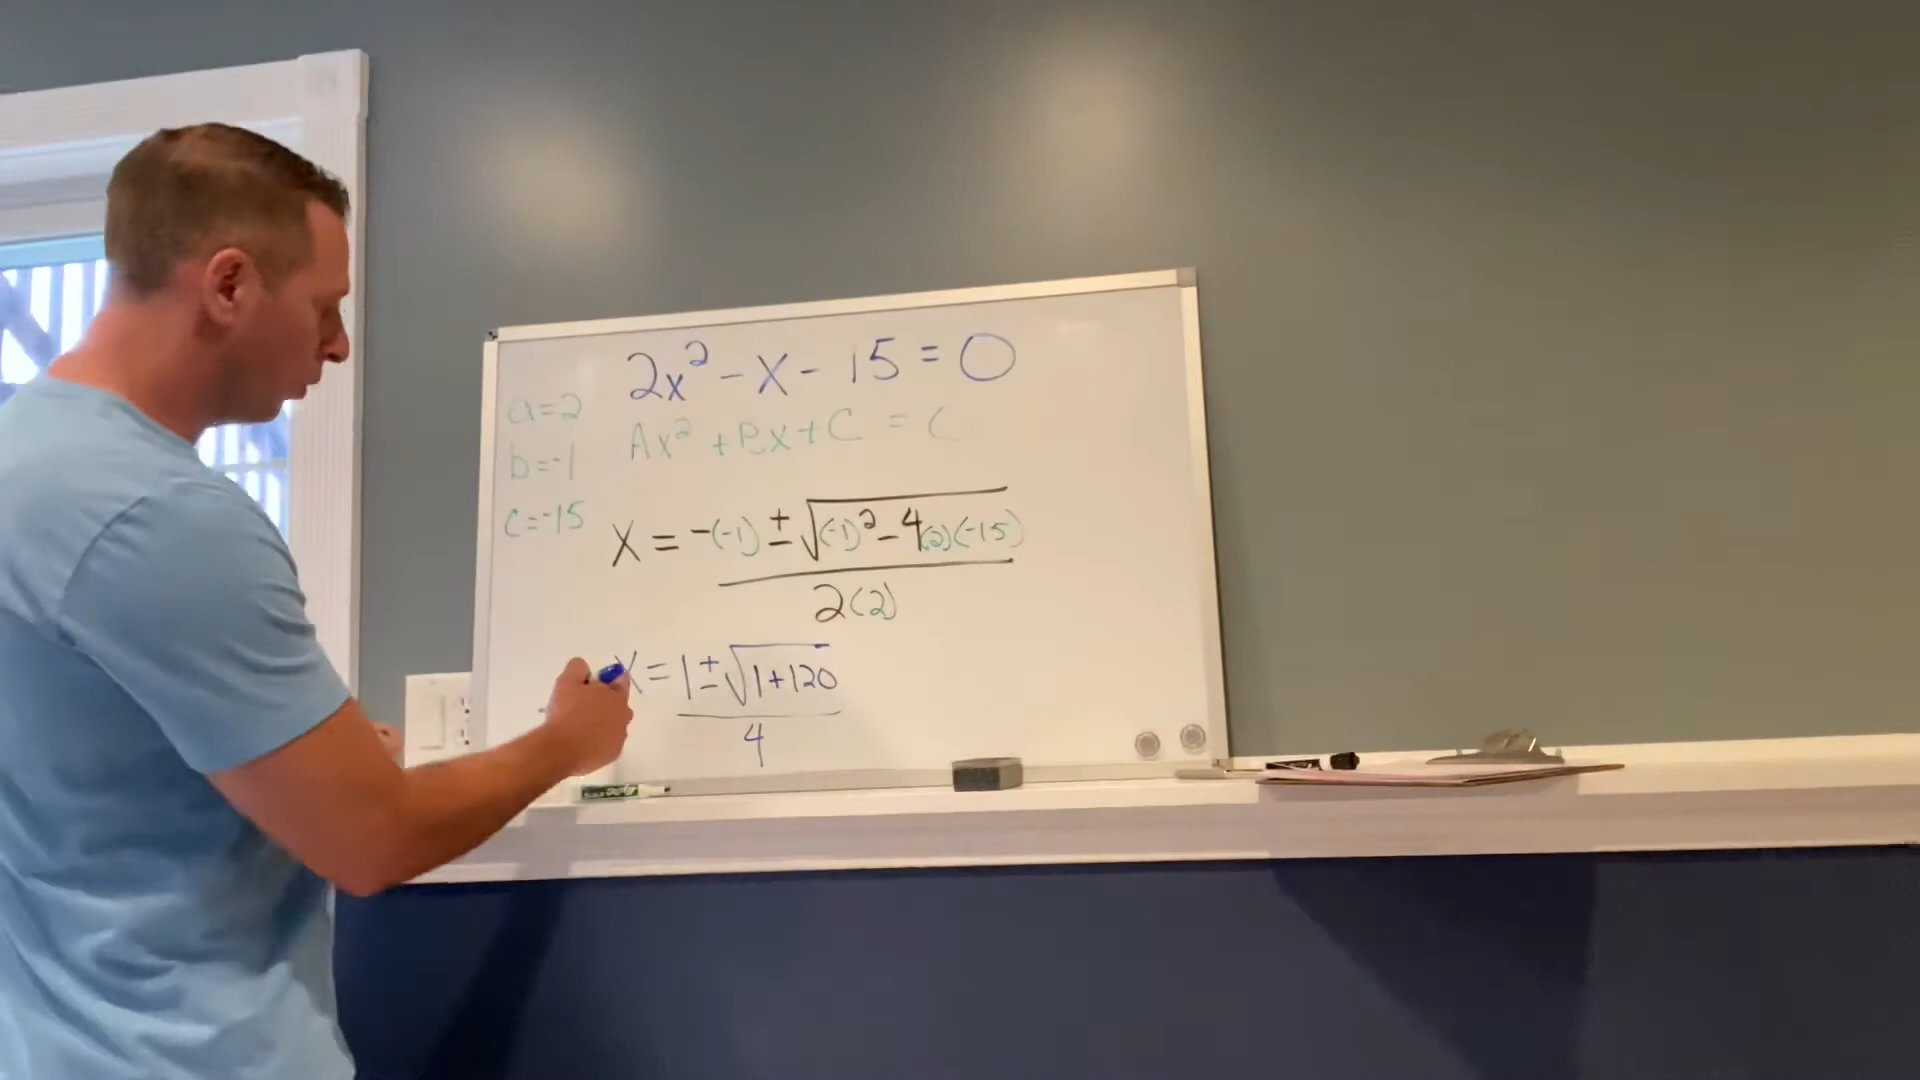 2x² - x - 15 = 0
a=2
Ax² + Bx + C =
b=-1
c=-15
X = -(-1) ± √(-1)² - 4(2)(-15)
2(2)
X = 1 ± √1+120
4